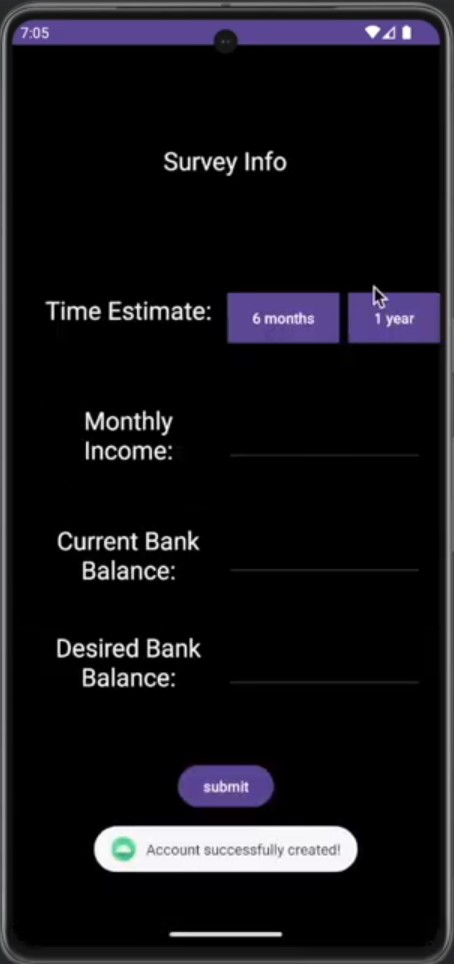 7:05
Survey Info
Time Estimate: 6 months 1 year
Monthly
Income:
Current Bank
Balance:
Desired Bank
Balance:
submit
Account successfully created!